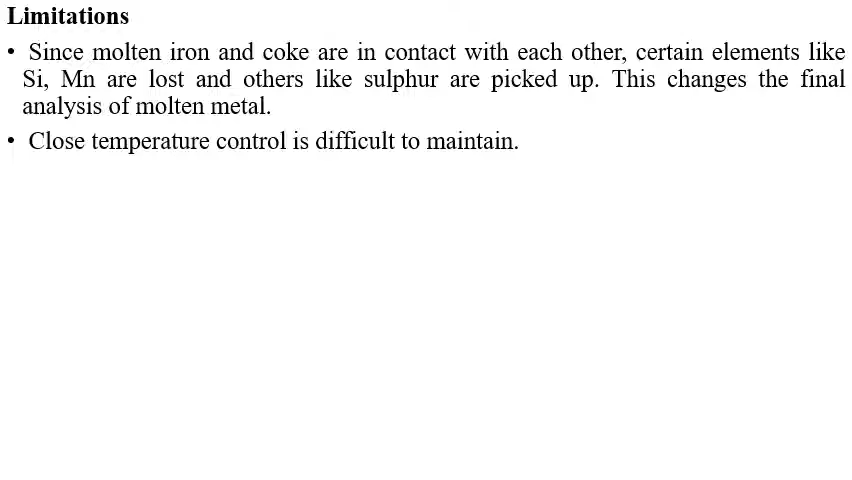 Limitations
• Since molten iron and coke are in contact with each other, certain elements like
Si, Mn are lost and others like sulphur are picked up. This changes the final
analysis of molten metal.
• Close temperature control is difficult to maintain.